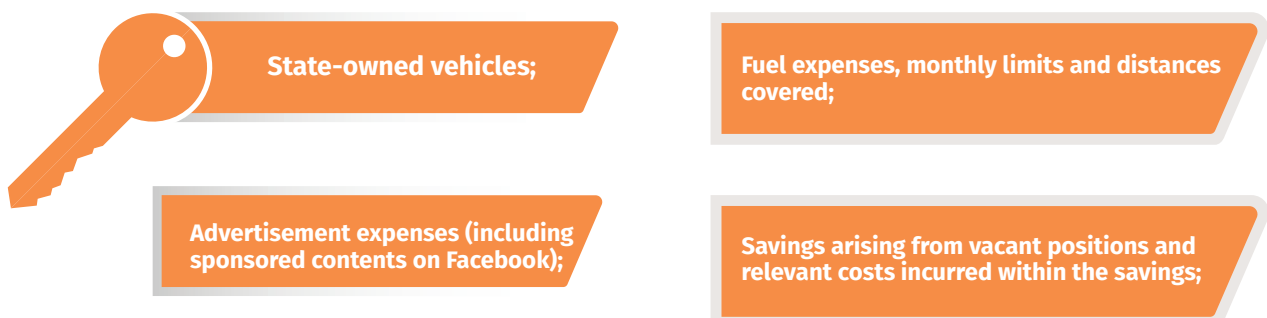 State-owned vehicles;
Fuel expenses, monthly limits and distances
covered;
Advertisement expenses (including
sponsored contents on Facebook);
Savings arising from vacant positions and
relevant costs incurred within the savings;